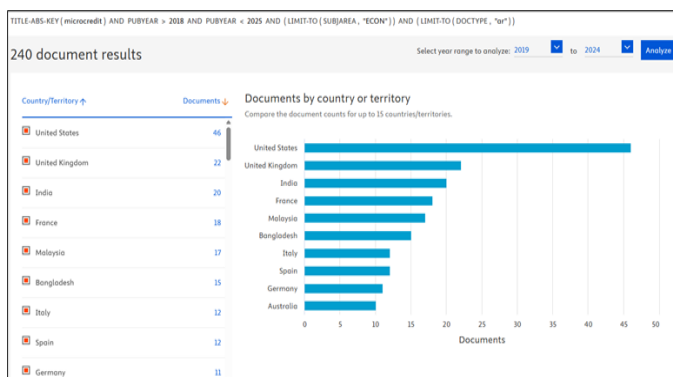 TITLE-ABS-KEY(microcredit) AND PUBYEAR > 2018 AND PUBYEAR < 2025 AND (LIMIT-TO(SUBJAREA, "ECON")) AND (LIMIT-TO(DOCTYPE, "ar"))
240 document results
Select year range to analyze: 2019 to 2024 Analyze
Country/Territory↑ Documents↓
United States 46
United Kingdom 22
India 20
France 18
Malaysia 17
Bangladesh 15
Italy 12
Spain 12
Germany 11
Documents by country or territory
Compare the document counts for up to 15 countries/territories.
United States
United Kingdom
India
France
Malaysia
Bangladesh
Italy
Spain
Germany
Australia
0 5 10 15 20 25 30 35 40 45 50
Documents